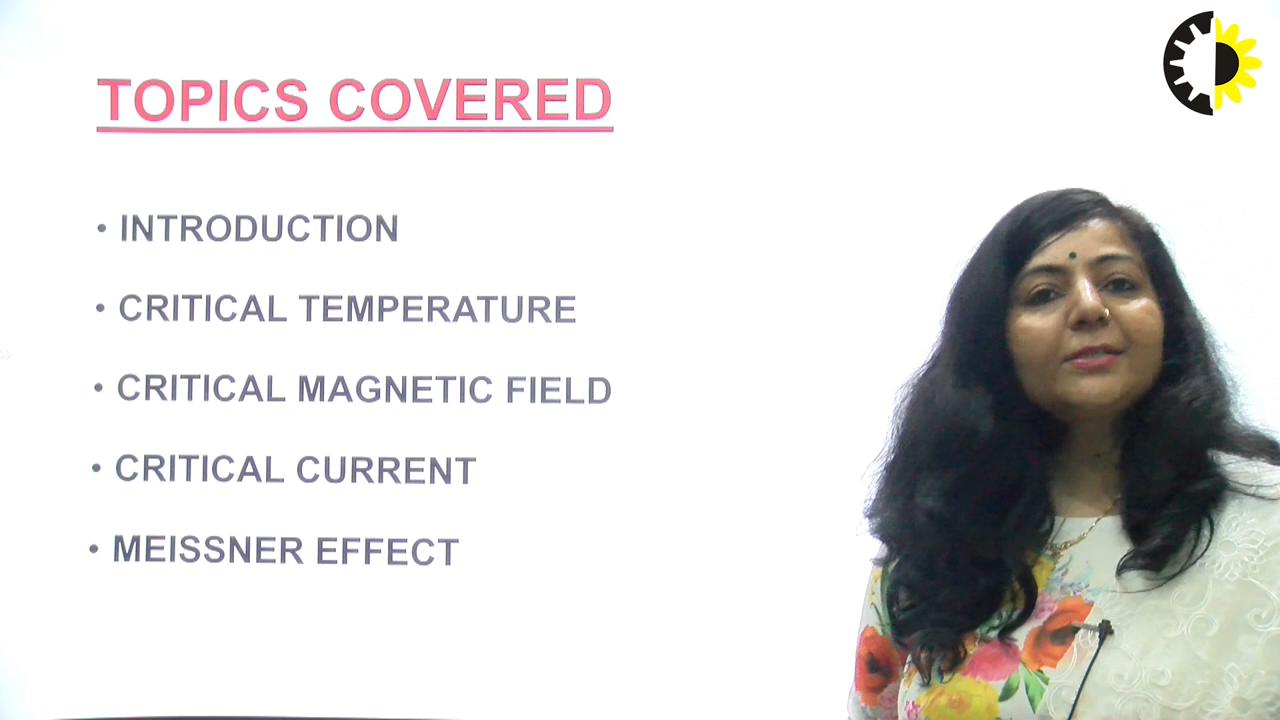 TOPICS COVERED
• INTRODUCTION
• CRITICAL TEMPERATURE
• CRITICAL MAGNETIC FIELD
• CRITICAL CURRENT
• MEISSNER EFFECT